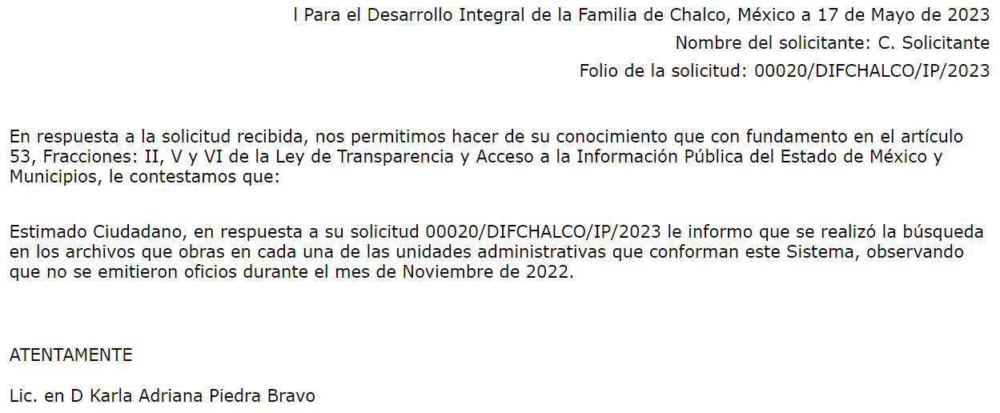 l Para el Desarrollo Integral de la Familia de Chalco, México a 17 de Mayo de 2023
Nombre del solicitante: C. Solicitante
Folio de la solicitud: 00020/DIFCHALCO/IP/2023
En respuesta a la solicitud recibida, nos permitimos hacer de su conocimiento que con fundamento en el artículo
53, Fracciones: II, V y VI de la Ley de Transparencia y Acceso a la Información Pública del Estado de México y
Municipios, le contestamos que:
Estimado Ciudadano, en respuesta a su solicitud 00020/DIFCHALCO/IP/2023 le informo que se realizó la búsqueda
en los archivos que obras en cada una de las unidades administrativas que conforman este Sistema, observando
que no se emitieron oficios durante el mes de Noviembre de 2022.
ATENTAMENTE
Lic. en D Karla Adriana Piedra Bravo